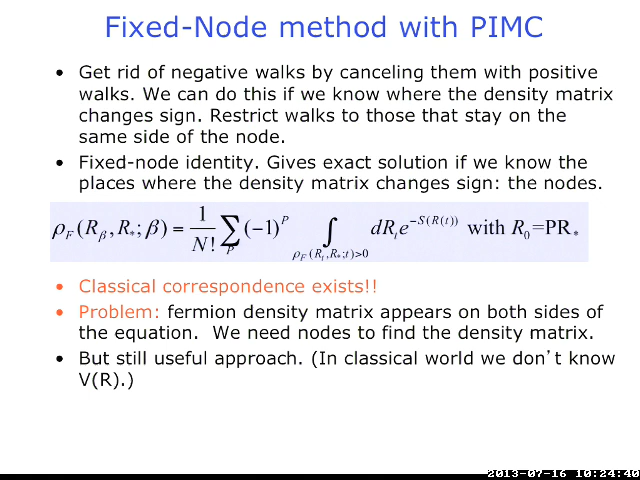 Fixed-Node method with PIMC
• Get rid of negative walks by canceling them with positive
walks. We can do this if we know where the density matrix
changes sign. Restrict walks to those that stay on the
same side of the node.
• Fixed-node identity. Gives exact solution if we know the
places where the density matrix changes sign: the nodes.
ρ_F (R_β, R_*; β) = 1/N! ∑_P (-1)^P ∫_{ρ_F (R_t, R_*; t)>0} dR_t e^{-S(R(t))} with R_0=PR_*
• Classical correspondence exists!!
• Problem: fermion density matrix appears on both sides of
the equation. We need nodes to find the density matrix.
• But still useful approach. (In classical world we don't know
V(R).)
2013-07-16 10:24:40